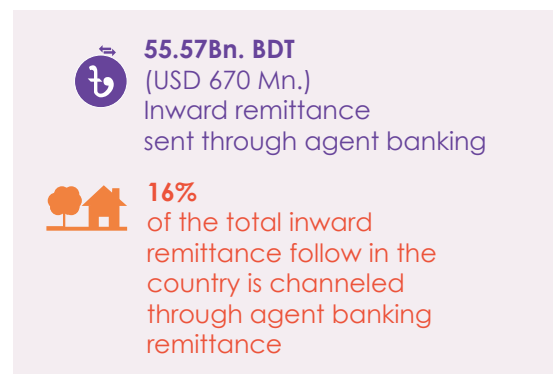 ৳
55.57Bn. BDT
(USD 670 Mn.)
Inward remittance
sent through agent banking
16%
of the total inward
remittance follow in the
country is channeled
through agent banking
remittance